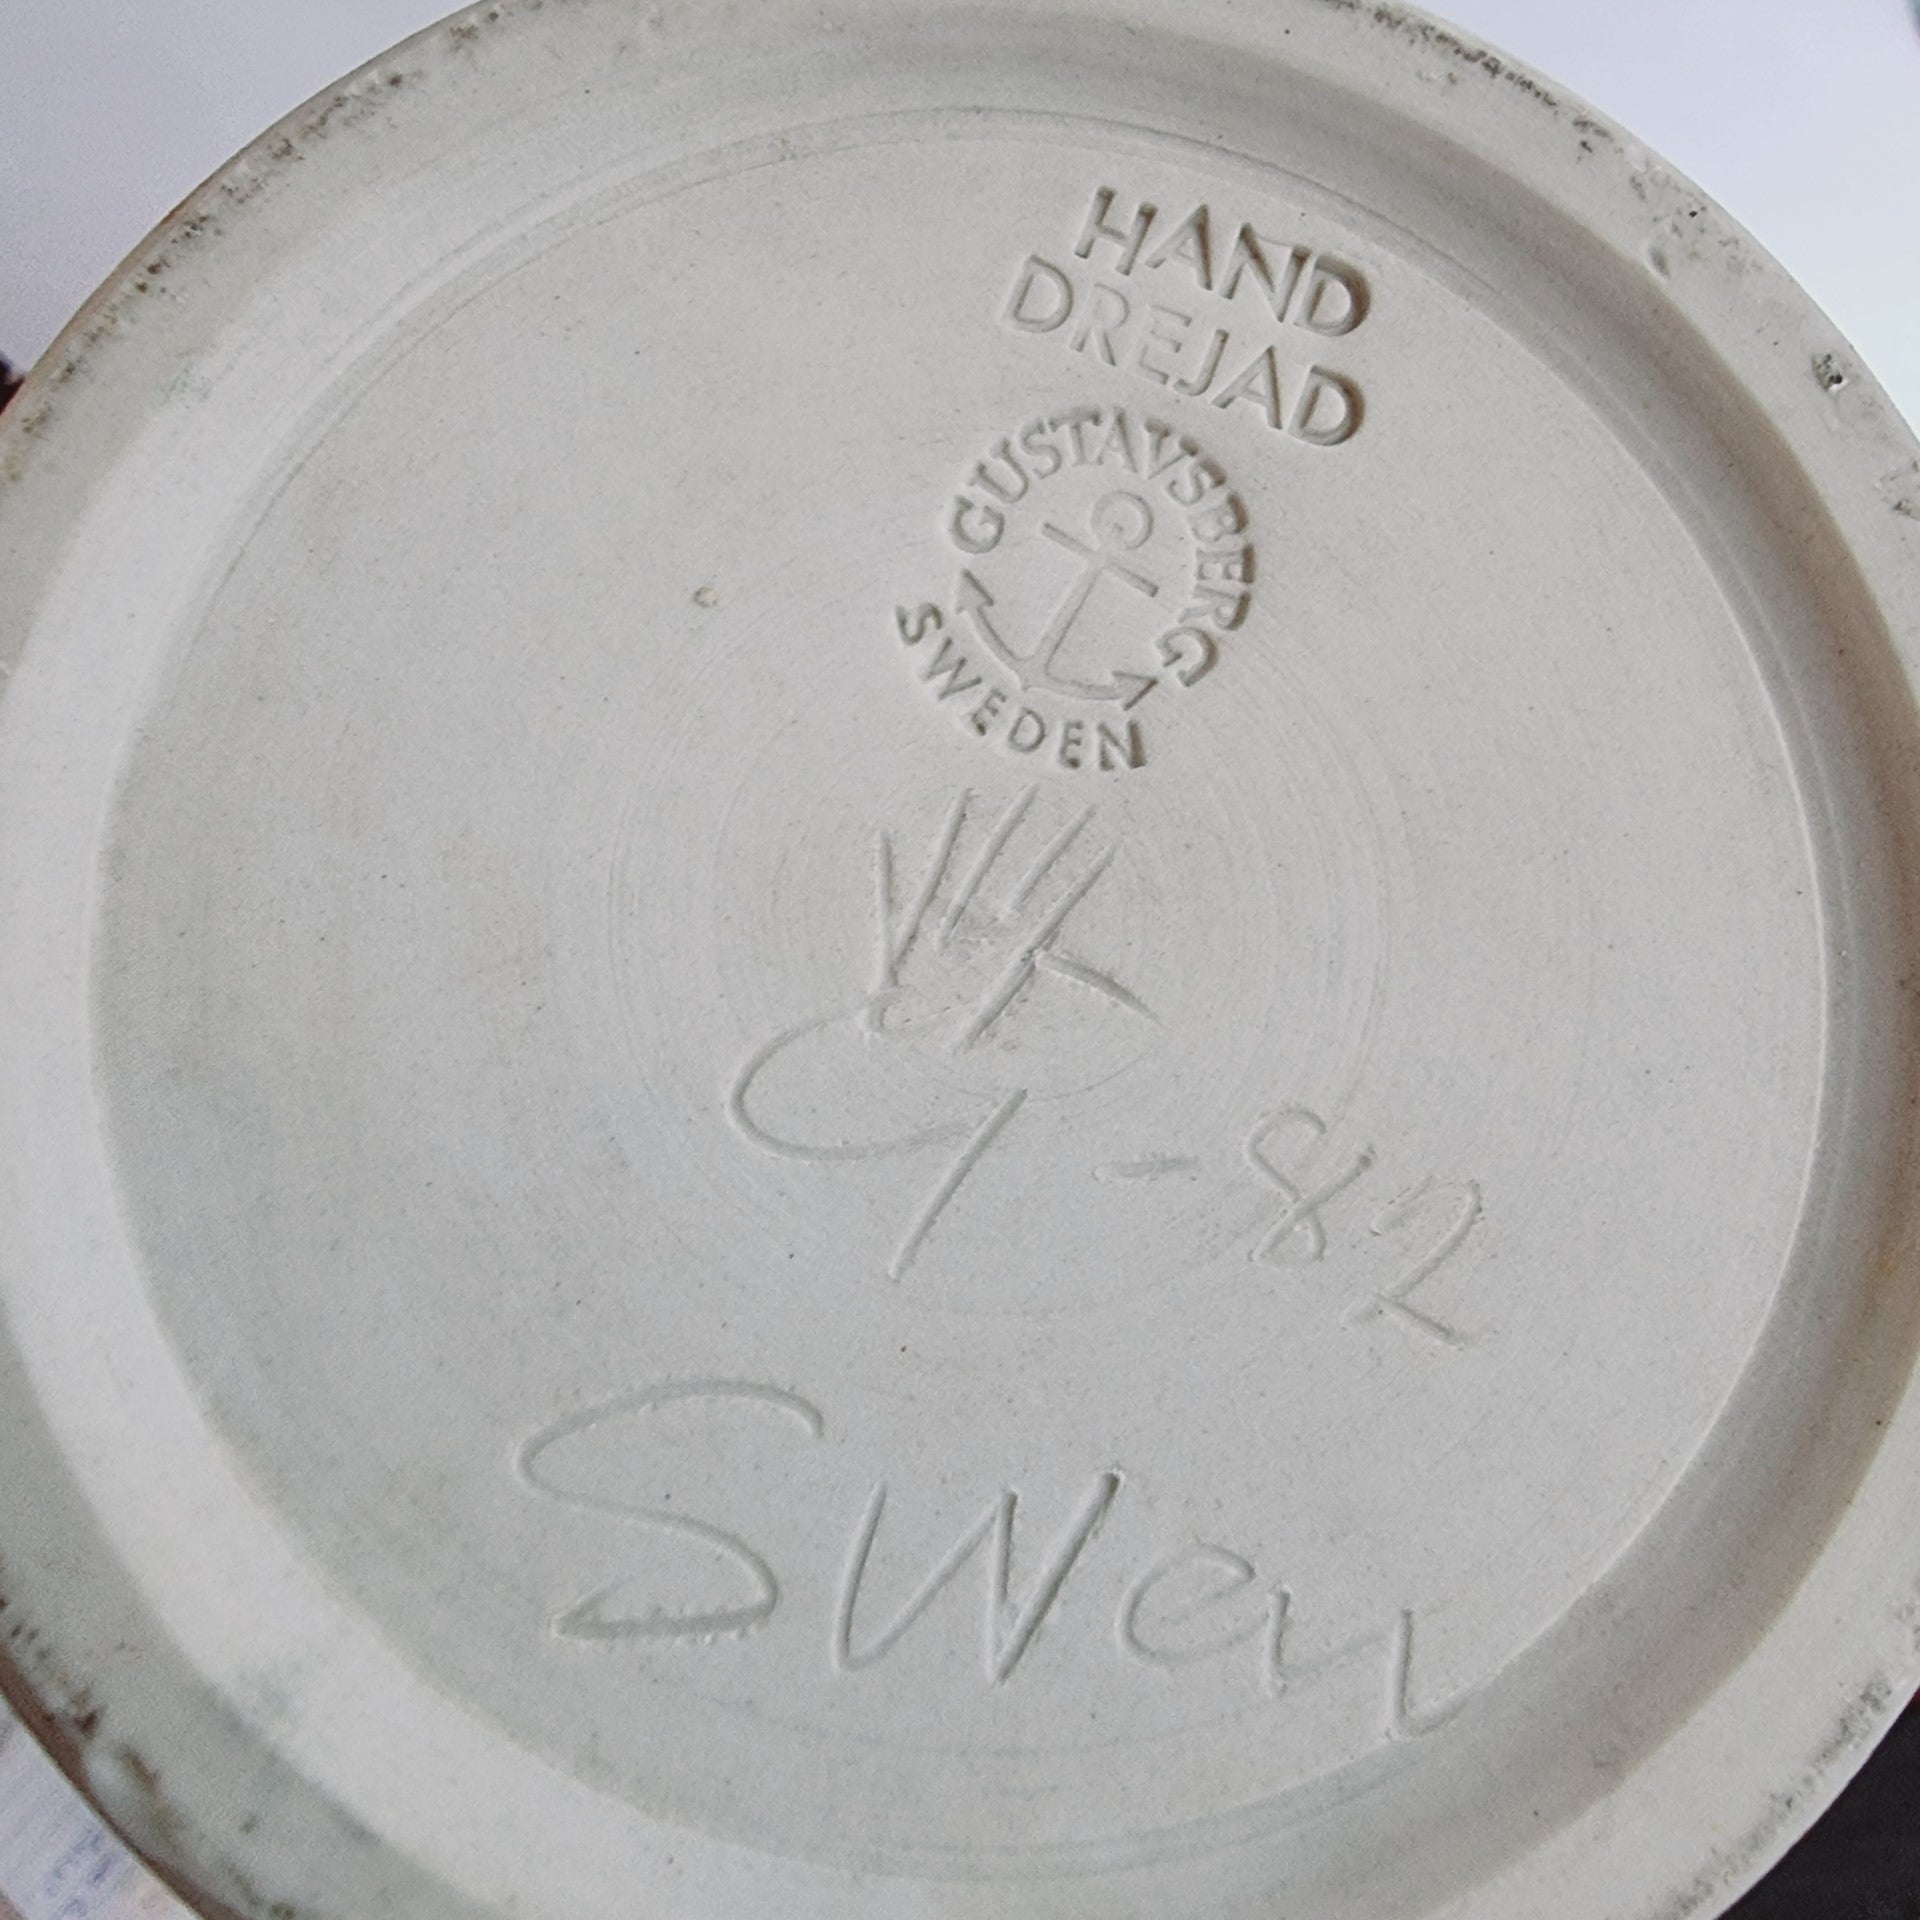 HAND
DREJAD
GUSTAVSBERG
SWEDEN
G -82
SWen